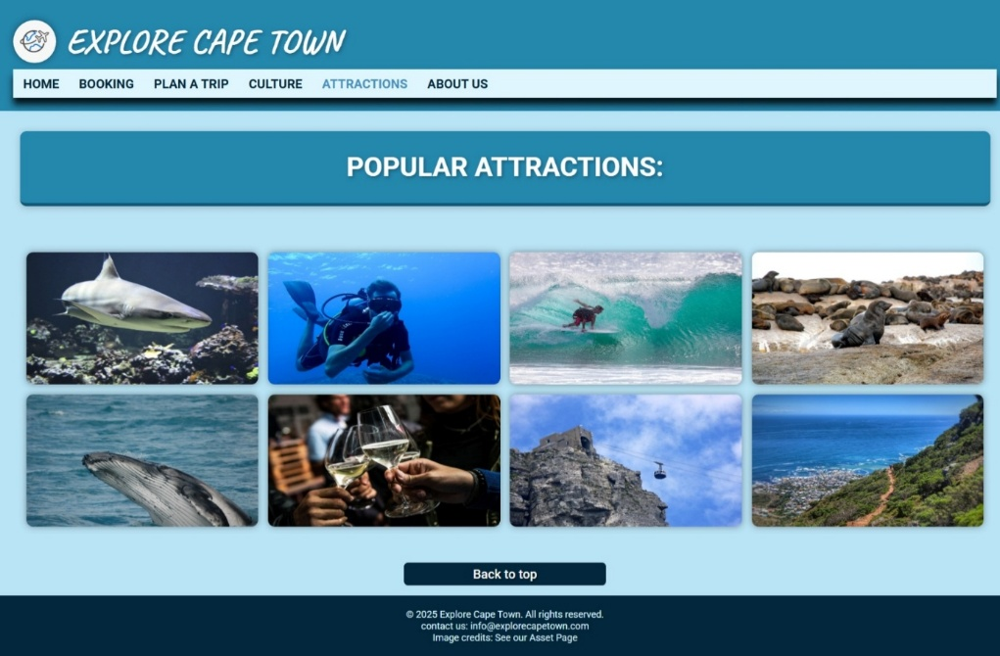 EXPLORE CAPE TOWN
HOME BOOKING PLAN A TRIP CULTURE ATTRACTIONS ABOUT US
POPULAR ATTRACTIONS:
Back to top
© 2025 Explore Cape Town. All rights reserved.
contact us: info@explorecapetown.com
Image credits: See our Asset Page